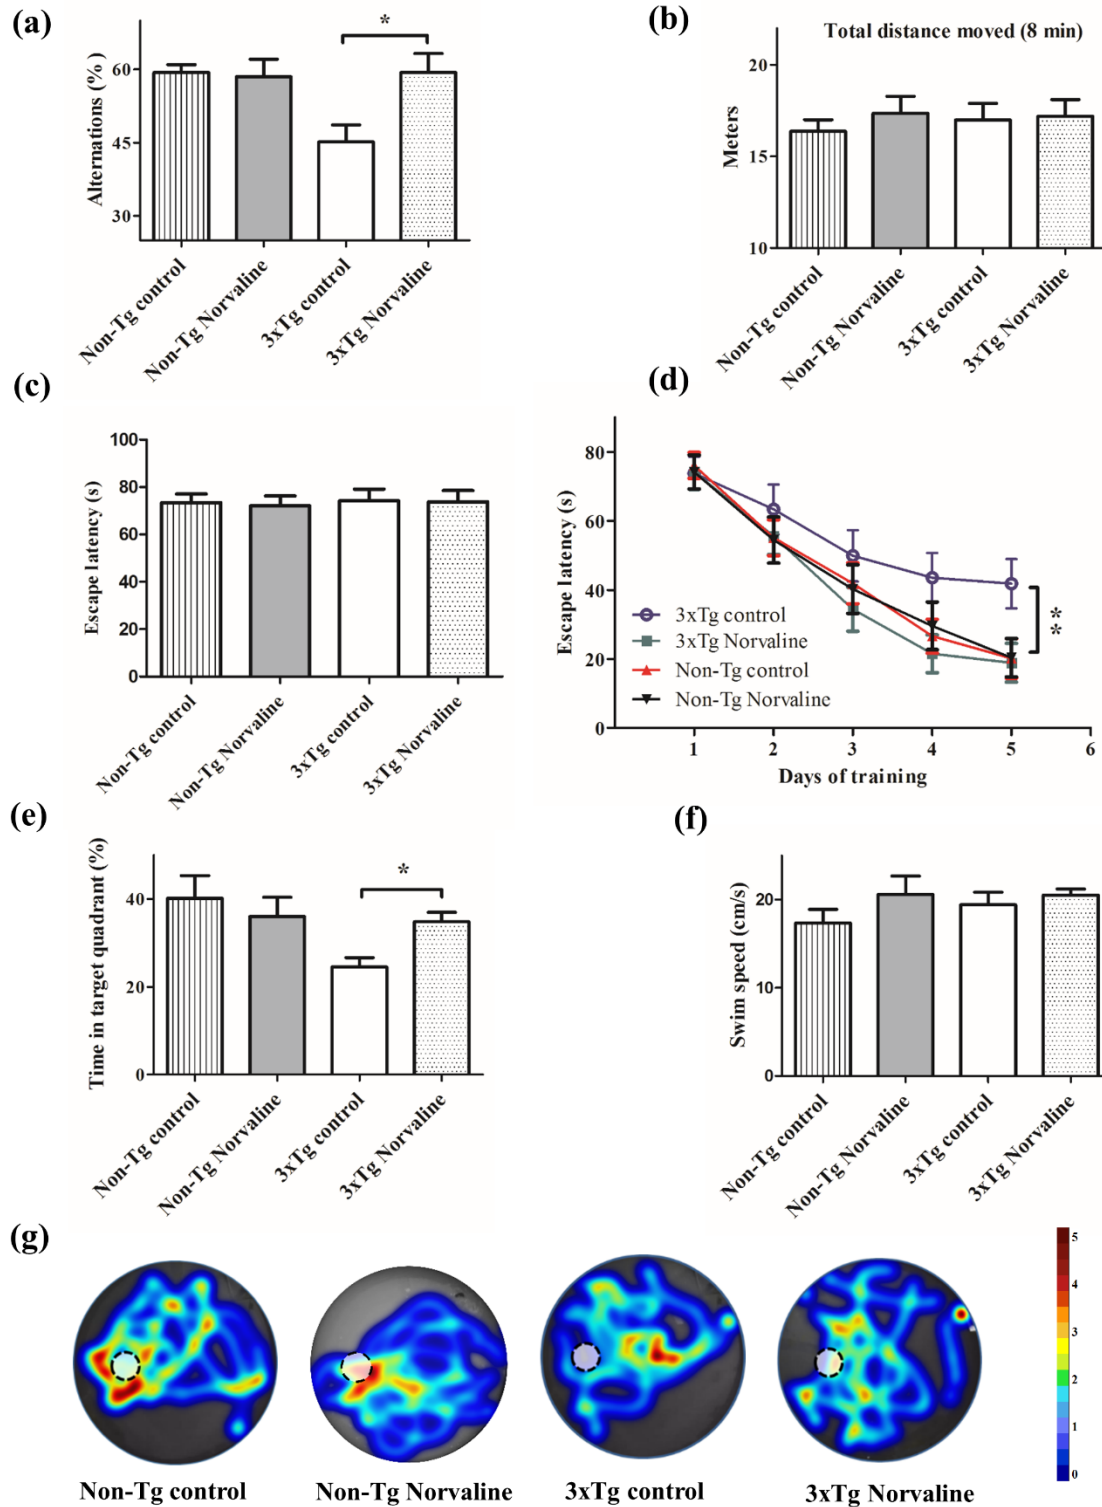 (a)
*
Alternations (% )
60
45
30
Non-Tg control
Non-Tg Norvaline
3xTg control
3xTg Norvaline
(b)
Total distance moved (8 min)
Meters
20
15
10
Non-Tg control
Non-Tg Norvaline
3xTg control
3xTg Norvaline
(c)
Escape latency (s)
100
80
60
40
20
0
Non-Tg control
Non-Tg Norvaline
3xTg control
3xTg Norvaline
(d)
Escape latency (s)
80
60
40
20
0
3xTg control
3xTg Norvaline
Non-Tg control
Non-Tg Norvaline
**
1 2 3 4 5 6
Days of training
(e)
Time in target quadrant (%)
*
40
20
0
Non-Tg control
Non-Tg Norvaline
3xTg control
3xTg Norvaline
(f)
Swim speed (cm/s)
20
10
0
Non-Tg control
Non-Tg Norvaline
3xTg control
3xTg Norvaline
(g)
5
4
3
2
1
0
Non-Tg control
Non-Tg Norvaline
3xTg control
3xTg Norvaline